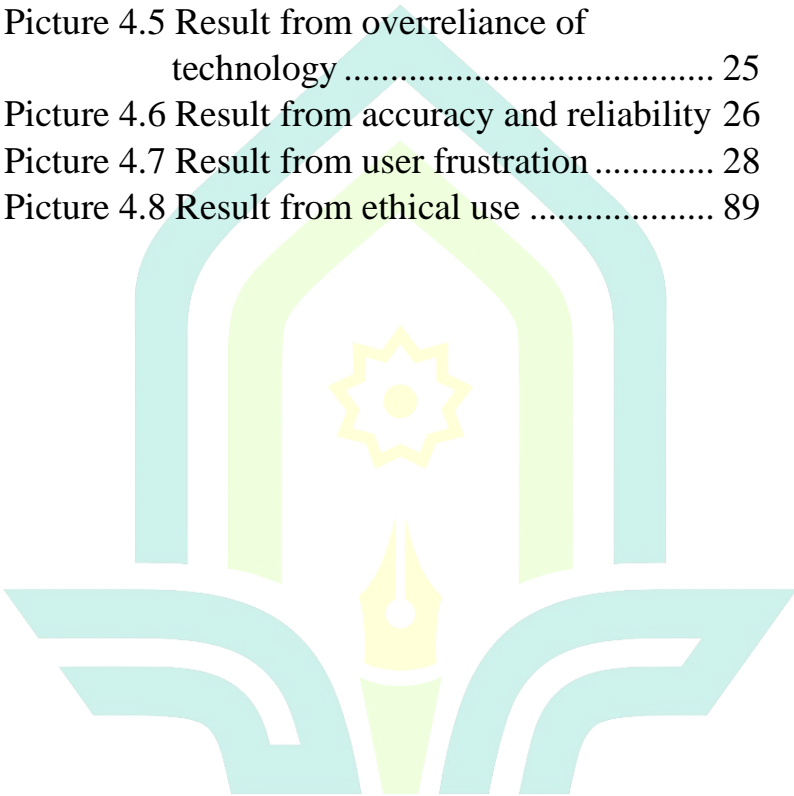 Picture 4.5 Result from overreliance of
technology ..................................... 25
Picture 4.6 Result from accuracy and reliability 26
Picture 4.7 Result from user frustration ............ 28
Picture 4.8 Result from ethical use ................... 89